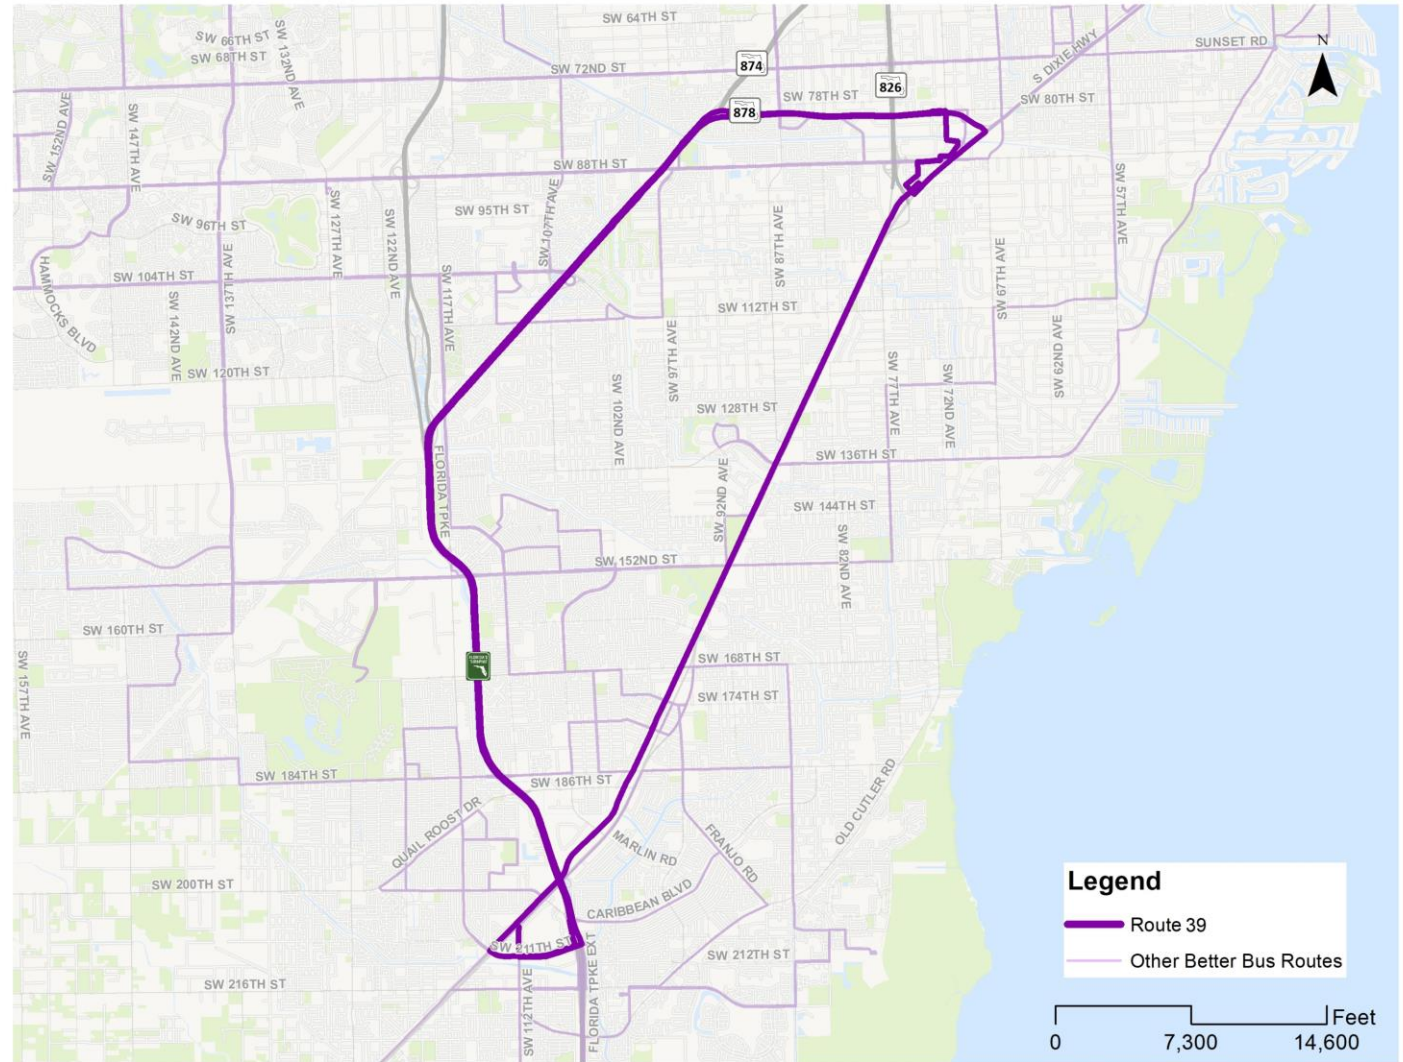 SW 64TH ST
SW 66TH ST
SW 68TH ST
SW 132ND AVE
SW 72ND ST
874
SUNSET RD
N
S DIXIE HWY
826
SW 78TH ST
SW 80TH ST
878
SW 152ND AVE
SW 147TH AVE
SW 88TH ST
SW 57TH AVE
SW 95TH ST
SW 107TH AVE
SW 127TH AVE
SW 122ND AVE
SW 96TH ST
SW 87TH AVE
SW 67TH AVE
HAMMOCKS BLVD
SW 104TH ST
SW 137TH AVE
SW 142ND AVE
SW 117TH AVE
SW 112TH ST
SW 97TH AVE
SW 62ND AVE
SW 120TH ST
SW 102ND AVE
SW 77TH AVE
SW 72ND AVE
SW 128TH ST
SW 136TH ST
FLORIDA TPKE
SW 92ND AVE
SW 144TH ST
SW 82ND AVE
SW 152ND ST
SW 160TH ST
SW 157TH AVE
SW 168TH ST
SW 174TH ST
SW 184TH ST
SW 186TH ST
QUAIL ROOST DR
OLD CUTLER RD
MARLIN RD
FRANJO RD
SW 200TH ST
CARIBBEAN BLVD
SW 211TH ST
SW 212TH ST
SW 216TH ST
SW 112TH AVE
FLORIDA TPKE EXT
Legend
Route 39
Other Better Bus Routes
Feet
0 7,300 14,600